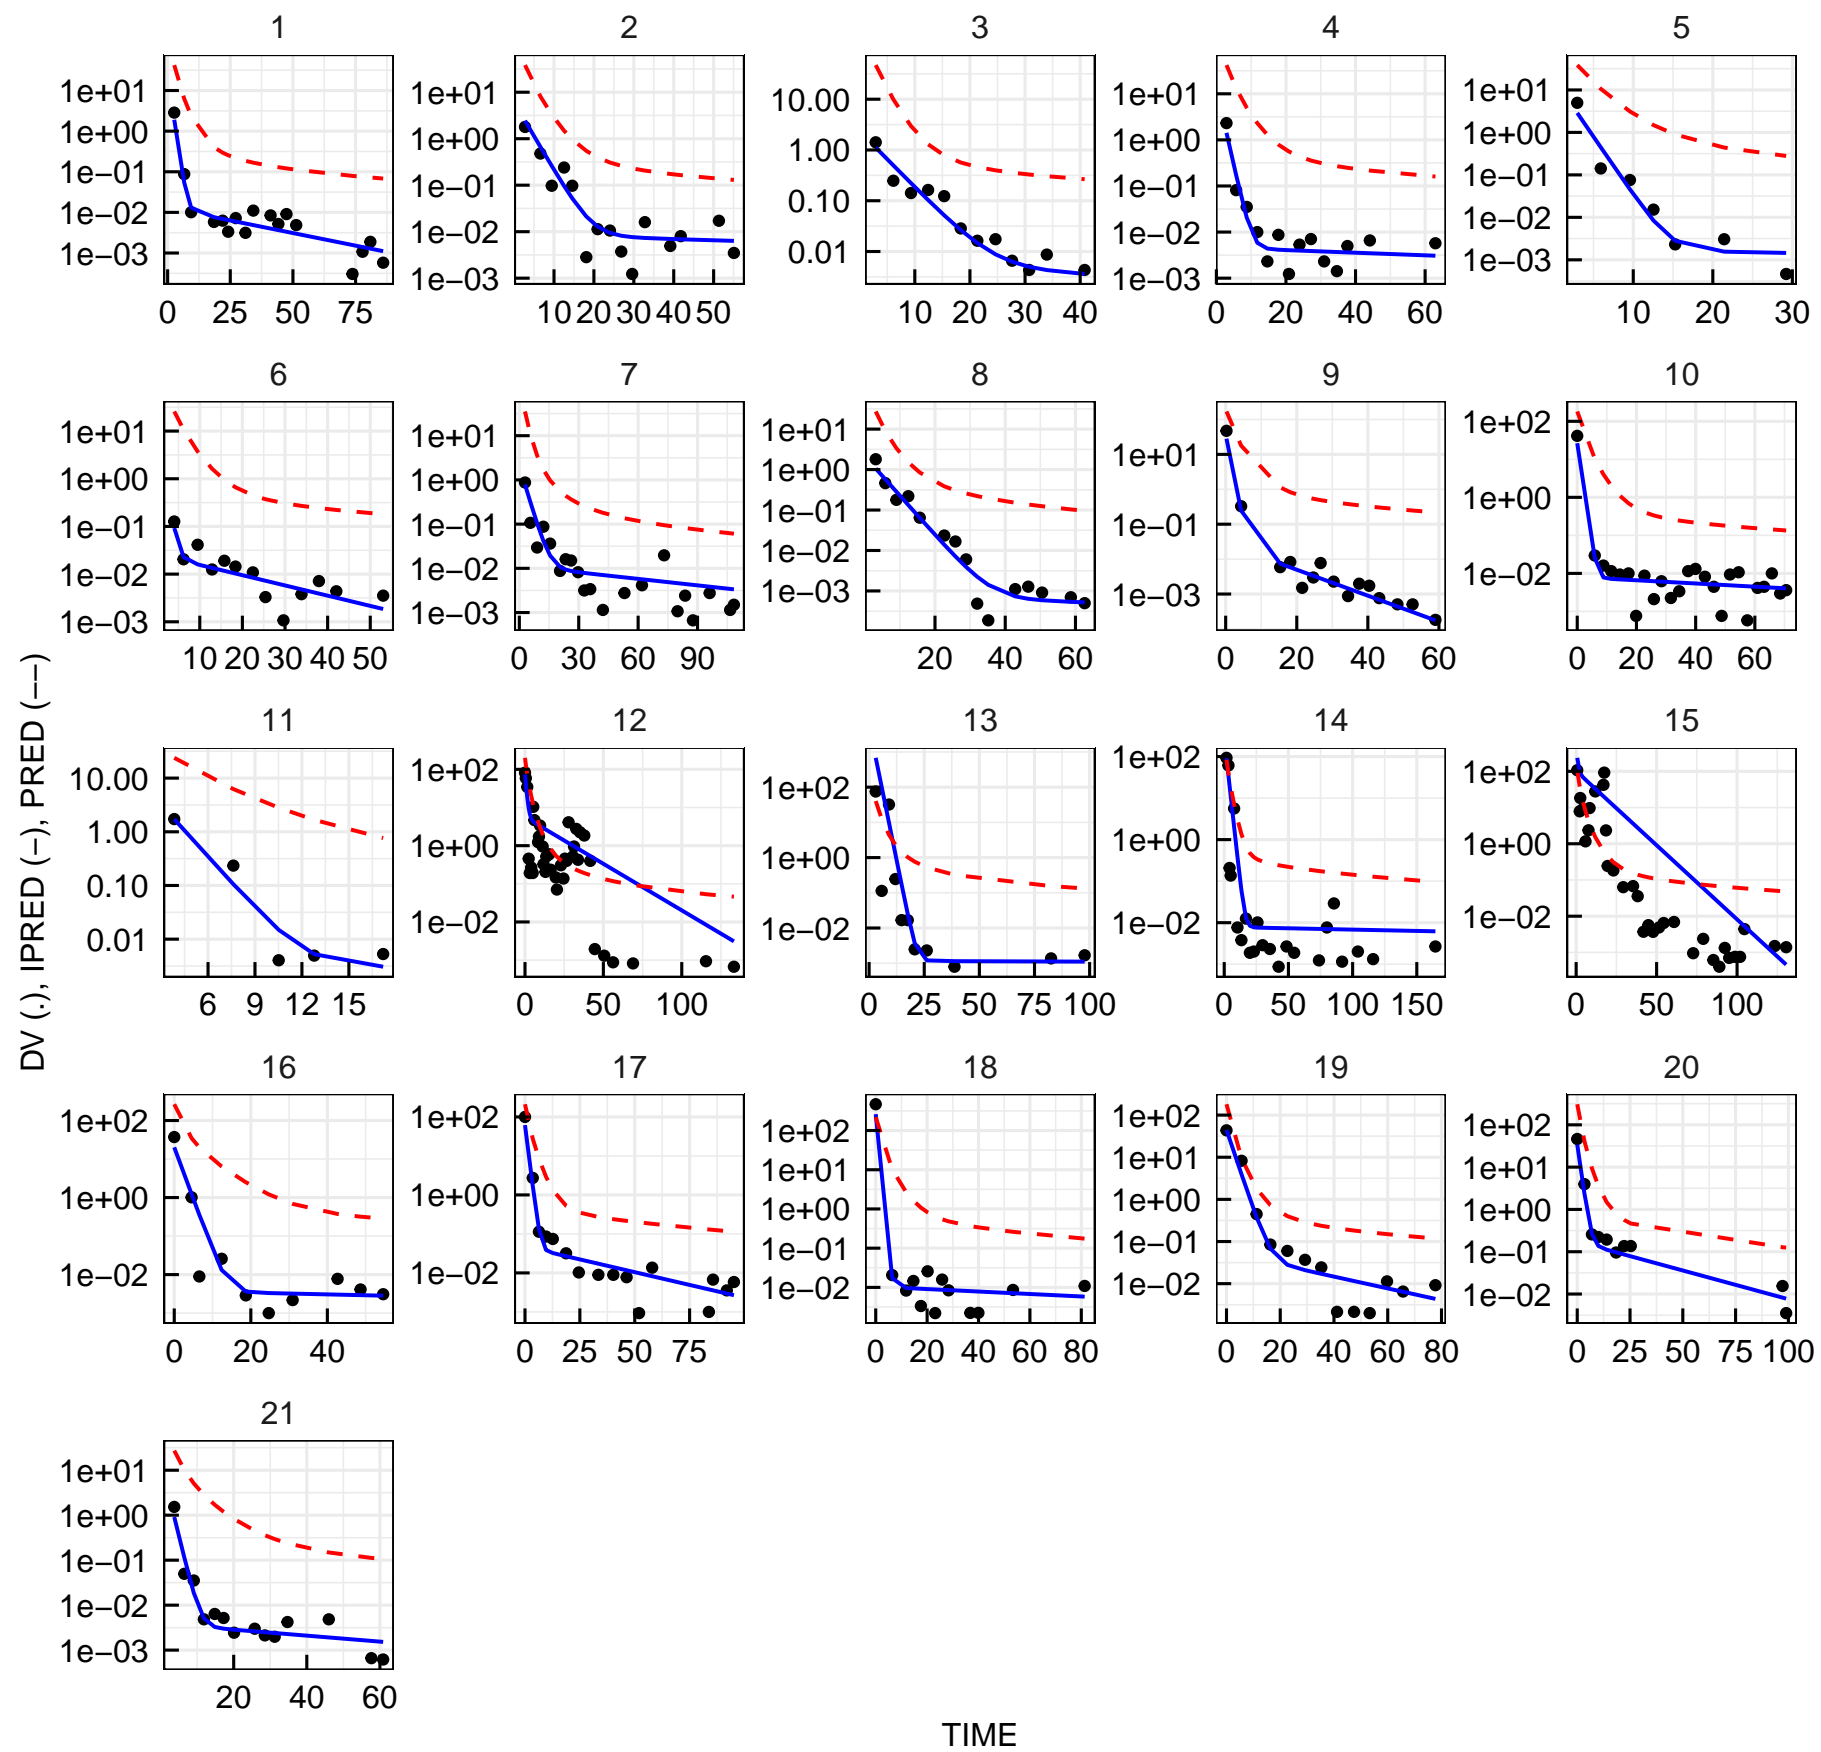 1 2 3 4 5
1e+01 1e+00 1e−01 1e−02 1e−03
0 25 50 75
1e+01 1e+00 1e−01 1e−02 1e−03
10 20 30 40 50
10.00 1.00 0.10 0.01
10 20 30 40
1e+01 1e+00 1e−01 1e−02 1e−03
0 20 40 60
1e+01 1e+00 1e−01 1e−02 1e−03
10 20 30
6 7 8 9 10
1e+01 1e+00 1e−01 1e−02 1e−03
10 20 30 40 50
1e+01 1e+00 1e−01 1e−02 1e−03
0 30 60 90
1e+01 1e+00 1e−01 1e−02 1e−03
20 40 60
1e+01 1e−01 1e−03
0 20 40 60
1e+02 1e+00 1e−02
0 20 40 60
DV (.), IPRED (−), PRED (−−)
11 12 13 14 15
10.00 1.00 0.10 0.01
6 9 12 15
1e+02 1e+00 1e−02
0 50 100
1e+02 1e+00 1e−02
0 25 50 75 100
1e+02 1e+00 1e−02
0 50 100 150
1e+02 1e+00 1e−02
0 50 100
16 17 18 19 20
1e+02 1e+00 1e−02
0 20 40
1e+02 1e+00 1e−02
0 25 50 75
1e+02 1e+01 1e+00 1e−01 1e−02
0 20 40 60 80
1e+02 1e+01 1e+00 1e−01 1e−02
0 20 40 60 80
1e+02 1e+01 1e+00 1e−01 1e−02
0 25 50 75 100
21
1e+01 1e+00 1e−01 1e−02 1e−03
20 40 60
TIME